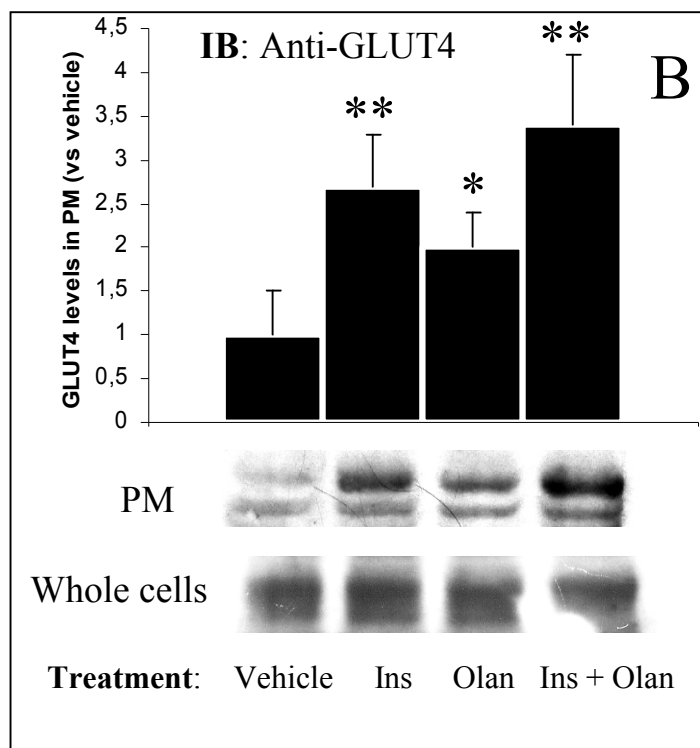 IB: Anti-GLUT4
B
GLUT4 levels in PM (vs vehicle)
4,5
4
3,5
3
2,5
2
1,5
1
0,5
0
**
*
**
PM
Whole cells
Treatment: Vehicle Ins Olan Ins + Olan